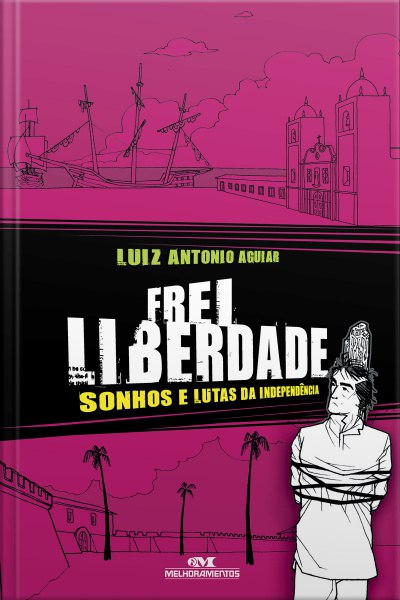 LUIZ ANTONIO AGUIAR
FREI
LIBERDADE
SONHOS E LUTAS DA INDEPENDÊNCIA
MELHORAMENTOS